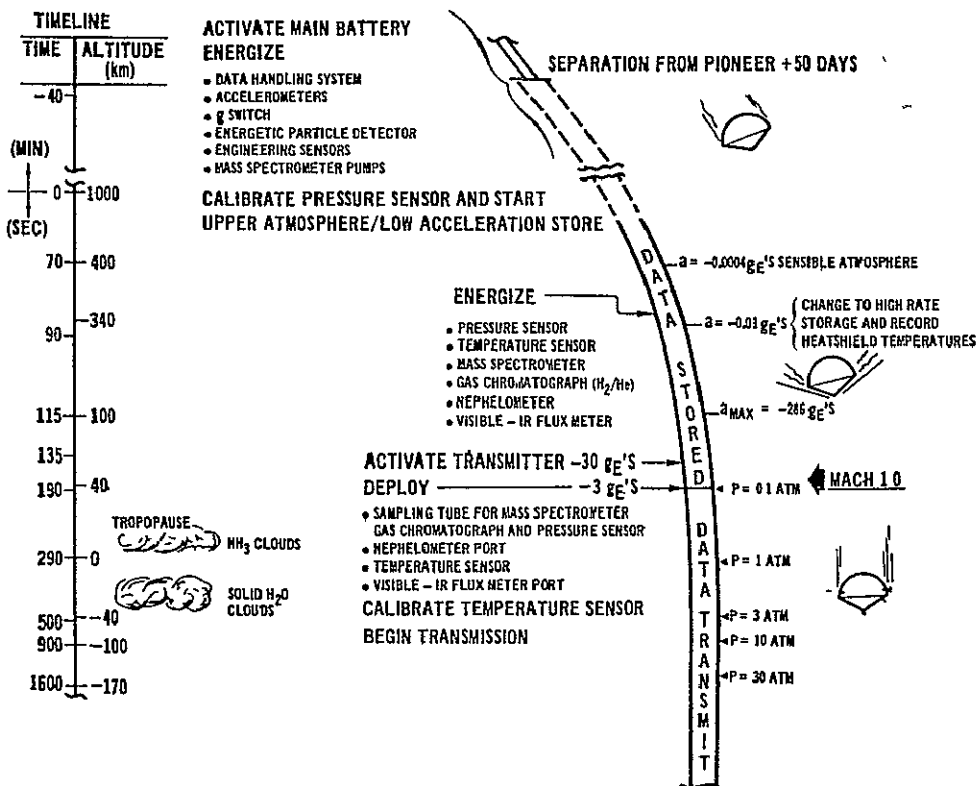 TIMELINE
TIME ALTITUDE
(km)
-40
(MIN)
0 1000
(SEC)
70 400
90 340
115 100
135
190 40
290 0
500 -40
900 -100
1600 -170
ACTIVATE MAIN BATTERY
ENERGIZE
• DATA HANDLING SYSTEM
• ACCELEROMETERS
• g SWITCH
• ENERGETIC PARTICLE DETECTOR
• ENGINEERING SENSORS
• MASS SPECTROMETER PUMPS
CALIBRATE PRESSURE SENSOR AND START
UPPER ATMOSPHERE/LOW ACCELERATION STORE
SEPARATION FROM PIONEER +50 DAYS
a = -0.0004gE'S SENSIBLE ATMOSPHERE
ENERGIZE
• PRESSURE SENSOR
• TEMPERATURE SENSOR
• MASS SPECTROMETER
• GAS CHROMATOGRAPH (H2/He)
• NEPHELOMETER
• VISIBLE – IR FLUX METER
a = -0.03gE'S
CHANGE TO HIGH RATE
STORAGE AND RECORD
HEATSHIELD TEMPERATURES
aMAX = -286gE'S
ACTIVATE TRANSMITTER -30 gE'S
DEPLOY -3 gE'S
• SAMPLING TUBE FOR MASS SPECTROMETER
GAS CHROMATOGRAPH AND PRESSURE SENSOR
• NEPHELOMETER PORT
• TEMPERATURE SENSOR
• VISIBLE – IR FLUX METER PORT
CALIBRATE TEMPERATURE SENSOR
BEGIN TRANSMISSION
TROPOPAUSE
NH3 CLOUDS
SOLID H2O
CLOUDS
DATA STORED
DATA TRANSMIT
P = 0 1 ATM
MACH 1 0
P = 1 ATM
P = 3 ATM
P = 10 ATM
P = 30 ATM